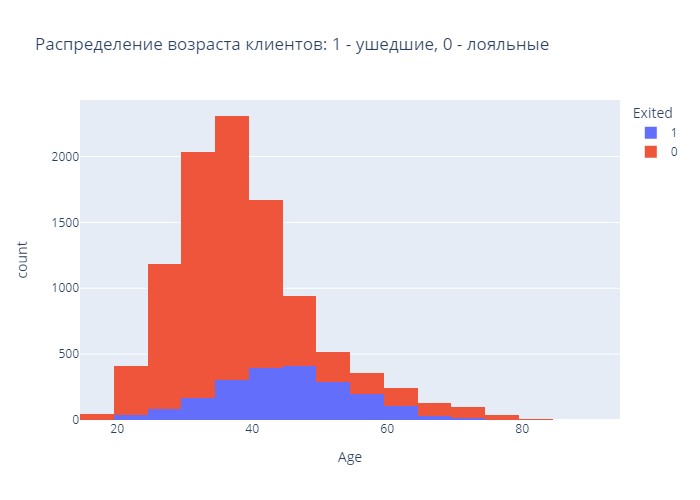 Распределение возраста клиентов: 1 - ушедшие, 0 - лояльные
Exited
1
0
2000
1500
1000
500
0
count
20
40
60
80
Age